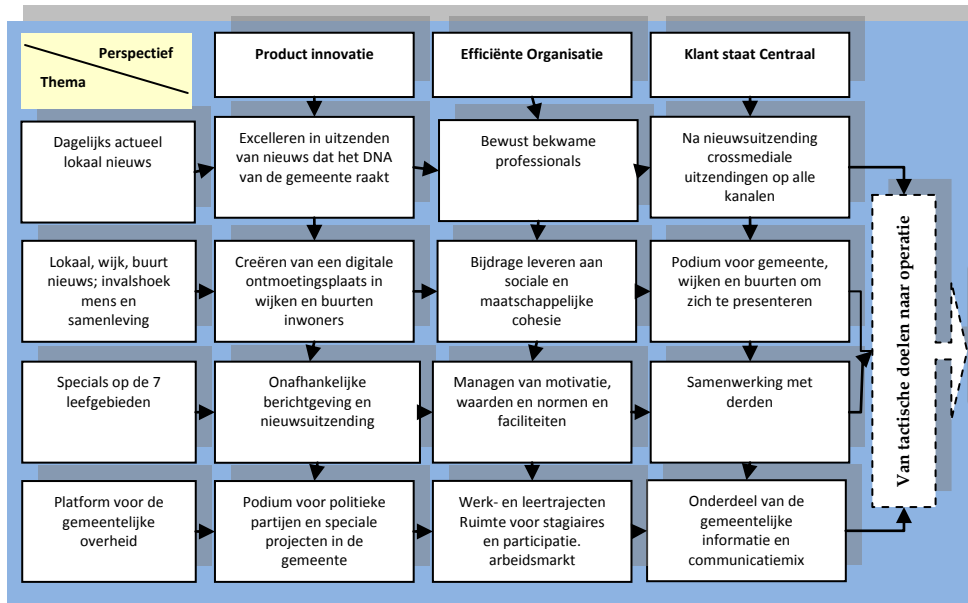 Perspectief
Thema
Product innovatie
Efficiënte Organisatie
Klant staat Centraal
Dagelijks actueel
lokaal nieuws
Excelleren in uitzenden
van nieuws dat het DNA
van de gemeente raakt
Bewust bekwame
professionals
Na nieuwsuitzending
crossmediale
uitzendingen op alle
kanalen
Lokaal, wijk, buurt
nieuws; invalshoek
mens en
samenleving
Creëren van een digitale
ontmoetingsplaats in
wijken en buurten
inwoners
Bijdrage leveren aan
sociale en
maatschappelijke
cohesie
Podium voor gemeente,
wijken en buurten om
zich te presenteren
Specials op de 7
leefgebieden
Onafhankelijke
berichtgeving en
nieuwsuitzending
Managen van motivatie,
waarden en normen en
faciliteiten
Samenwerking met
derden
Platform voor de
gemeentelijke
overheid
Podium voor politieke
partijen en speciale
projecten in de
gemeente
Werk- en leertrajecten
Ruimte voor stagiaires
en participatie.
arbeidsmarkt
Onderdeel van de
gemeentelijke
informatie en
communicatiemix
Van tactische doelen naar operatie